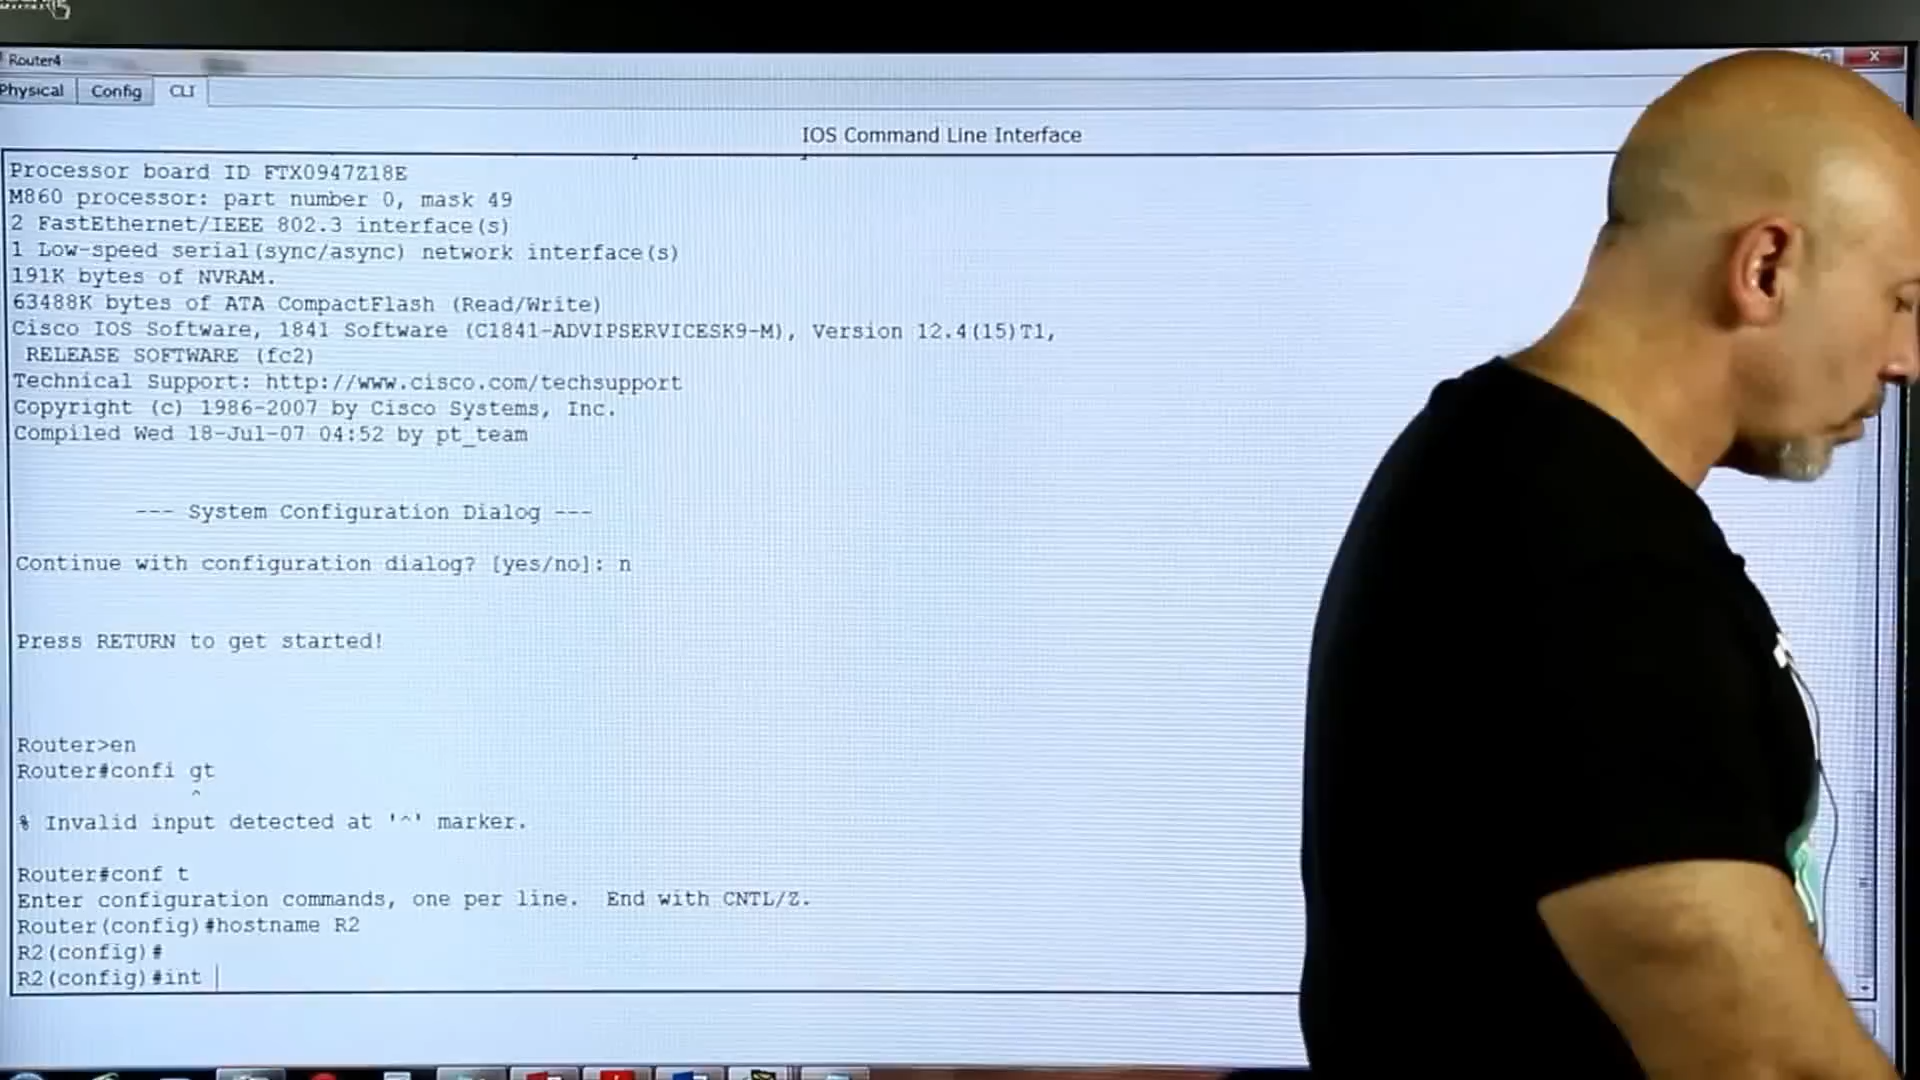 Router4
Physical Config CLI
IOS Command Line Interface
Processor board ID FTX0947Z18E
M860 processor: part number 0, mask 49
2 FastEthernet/IEEE 802.3 interface(s)
1 Low-speed serial(sync/async) network interface(s)
191K bytes of NVRAM.
63488K bytes of ATA CompactFlash (Read/Write)
Cisco IOS Software, 1841 Software (C1841-ADVIPSERVICESK9-M), Version 12.4(15)T1,
RELEASE SOFTWARE (fc2)
Technical Support: http://www.cisco.com/techsupport
Copyright (c) 1986-2007 by Cisco Systems, Inc.
Compiled Wed 18-Jul-07 04:52 by pt_team
--- System Configuration Dialog ---
Continue with configuration dialog? [yes/no]: n
Press RETURN to get started!
Router>en
Router#confi gt
^
% Invalid input detected at '^' marker.
Router#conf t
Enter configuration commands, one per line.  End with CNTL/Z.
Router(config)#hostname R2
R2(config)#
R2(config)#int